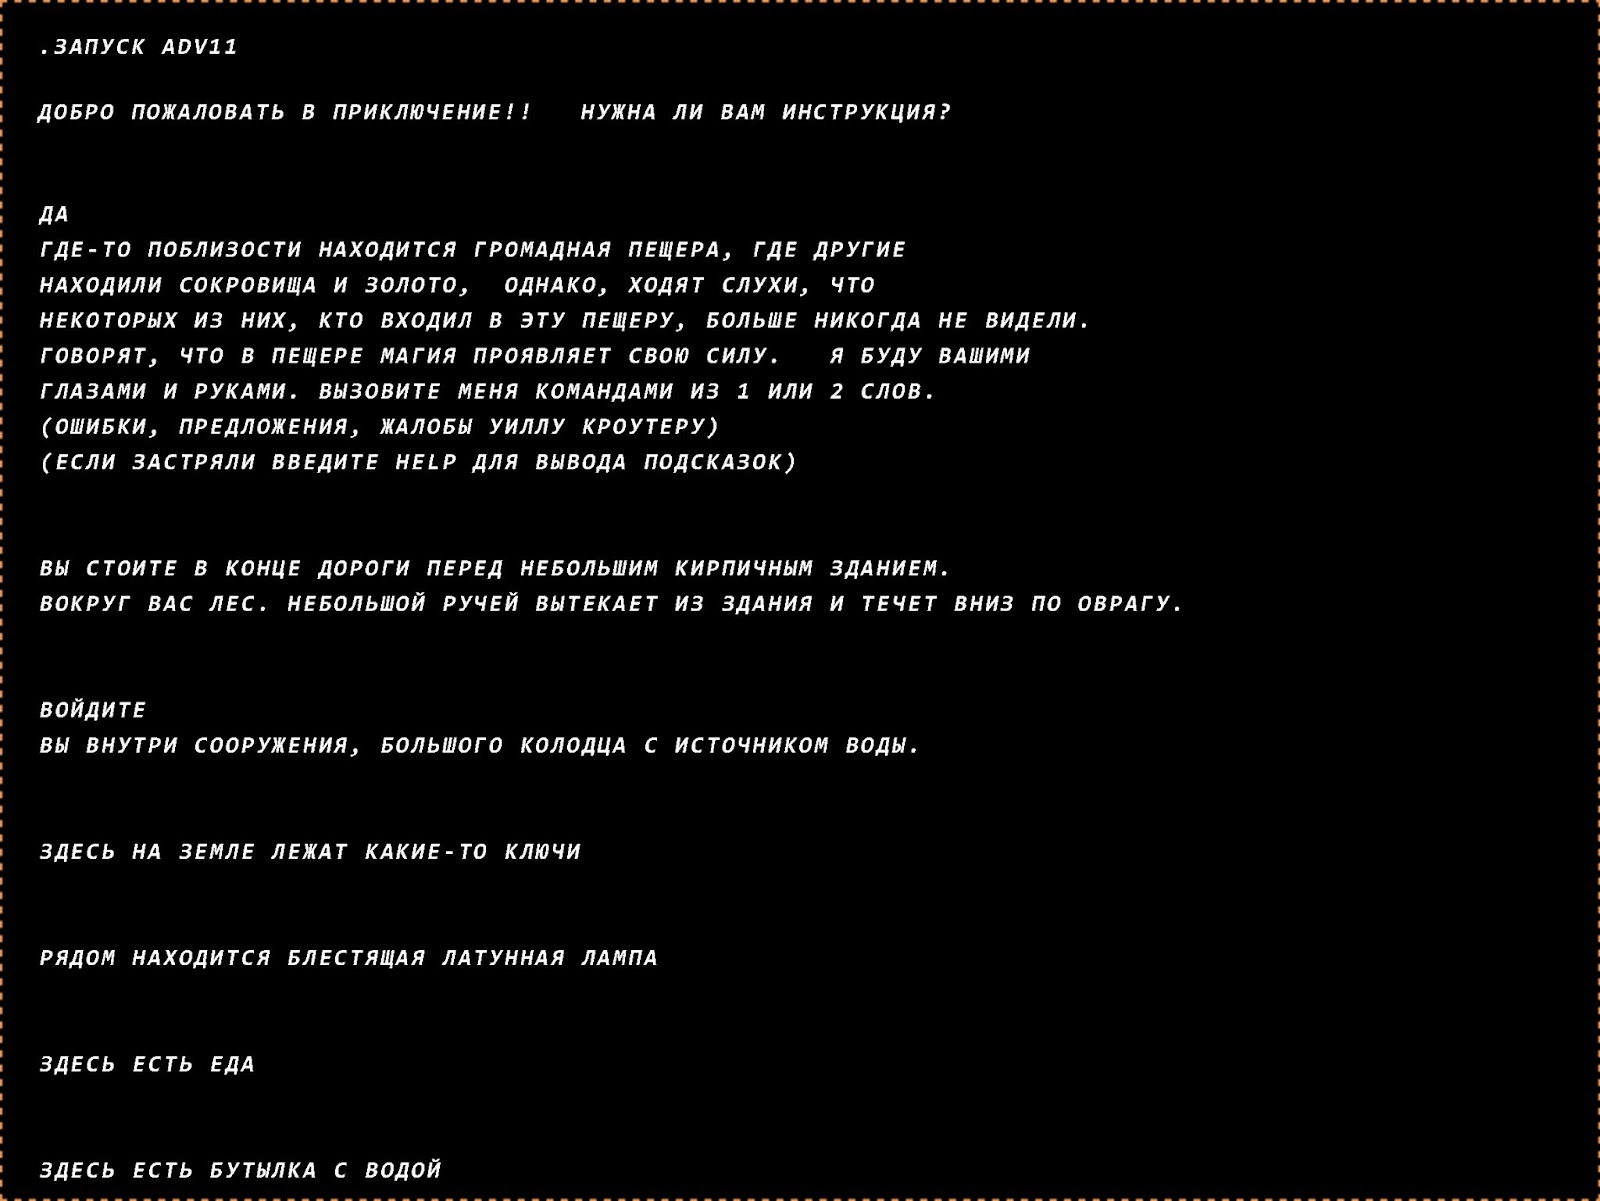 .ЗАПУСК ADV11
ДОБРО ПОЖАЛОВАТЬ В ПРИКЛЮЧЕНИЕ!!   НУЖНА ЛИ ВАМ ИНСТРУКЦИЯ?
ДА
ГДЕ-ТО ПОБЛИЗОСТИ НАХОДИТСЯ ГРОМАДНАЯ ПЕЩЕРА, ГДЕ ДРУГИЕ
НАХОДИЛИ СОКРОВИЩА И ЗОЛОТО,  ОДНАКО, ХОДЯТ СЛУХИ, ЧТО
НЕКОТОРЫХ ИЗ НИХ, КТО ВХОДИЛ В ЭТУ ПЕЩЕРУ, БОЛЬШЕ НИКОГДА НЕ ВИДЕЛИ.
ГОВОРЯТ, ЧТО В ПЕЩЕРЕ МАГИЯ ПРОЯВЛЯЕТ СВОЮ СИЛУ.   Я БУДУ ВАШИМИ
ГЛАЗАМИ И РУКАМИ. ВЫЗОВИТЕ МЕНЯ КОМАНДАМИ ИЗ 1 ИЛИ 2 СЛОВ.
(ОШИБКИ, ПРЕДЛОЖЕНИЯ, ЖАЛОБЫ УИЛЛУ КРОУТЕРУ)
(ЕСЛИ ЗАСТРЯЛИ ВВЕДИТЕ HELP ДЛЯ ВЫВОДА ПОДСКАЗОК)
ВЫ СТОИТЕ В КОНЦЕ ДОРОГИ ПЕРЕД НЕБОЛЬШИМ КИРПИЧНЫМ ЗДАНИЕМ.
ВОКРУГ ВАС ЛЕС. НЕБОЛЬШОЙ РУЧЕЙ ВЫТЕКАЕТ ИЗ ЗДАНИЯ И ТЕЧЕТ ВНИЗ ПО ОВРАГУ.
ВОЙДИТЕ
ВЫ ВНУТРИ СООРУЖЕНИЯ, БОЛЬШОГО КОЛОДЦА С ИСТОЧНИКОМ ВОДЫ.
ЗДЕСЬ НА ЗЕМЛЕ ЛЕЖАТ КАКИЕ-ТО КЛЮЧИ
РЯДОМ НАХОДИТСЯ БЛЕСТЯЩАЯ ЛАТУННАЯ ЛАМПА
ЗДЕСЬ ЕСТЬ ЕДА
ЗДЕСЬ ЕСТЬ БУТЫЛКА С ВОДОЙ